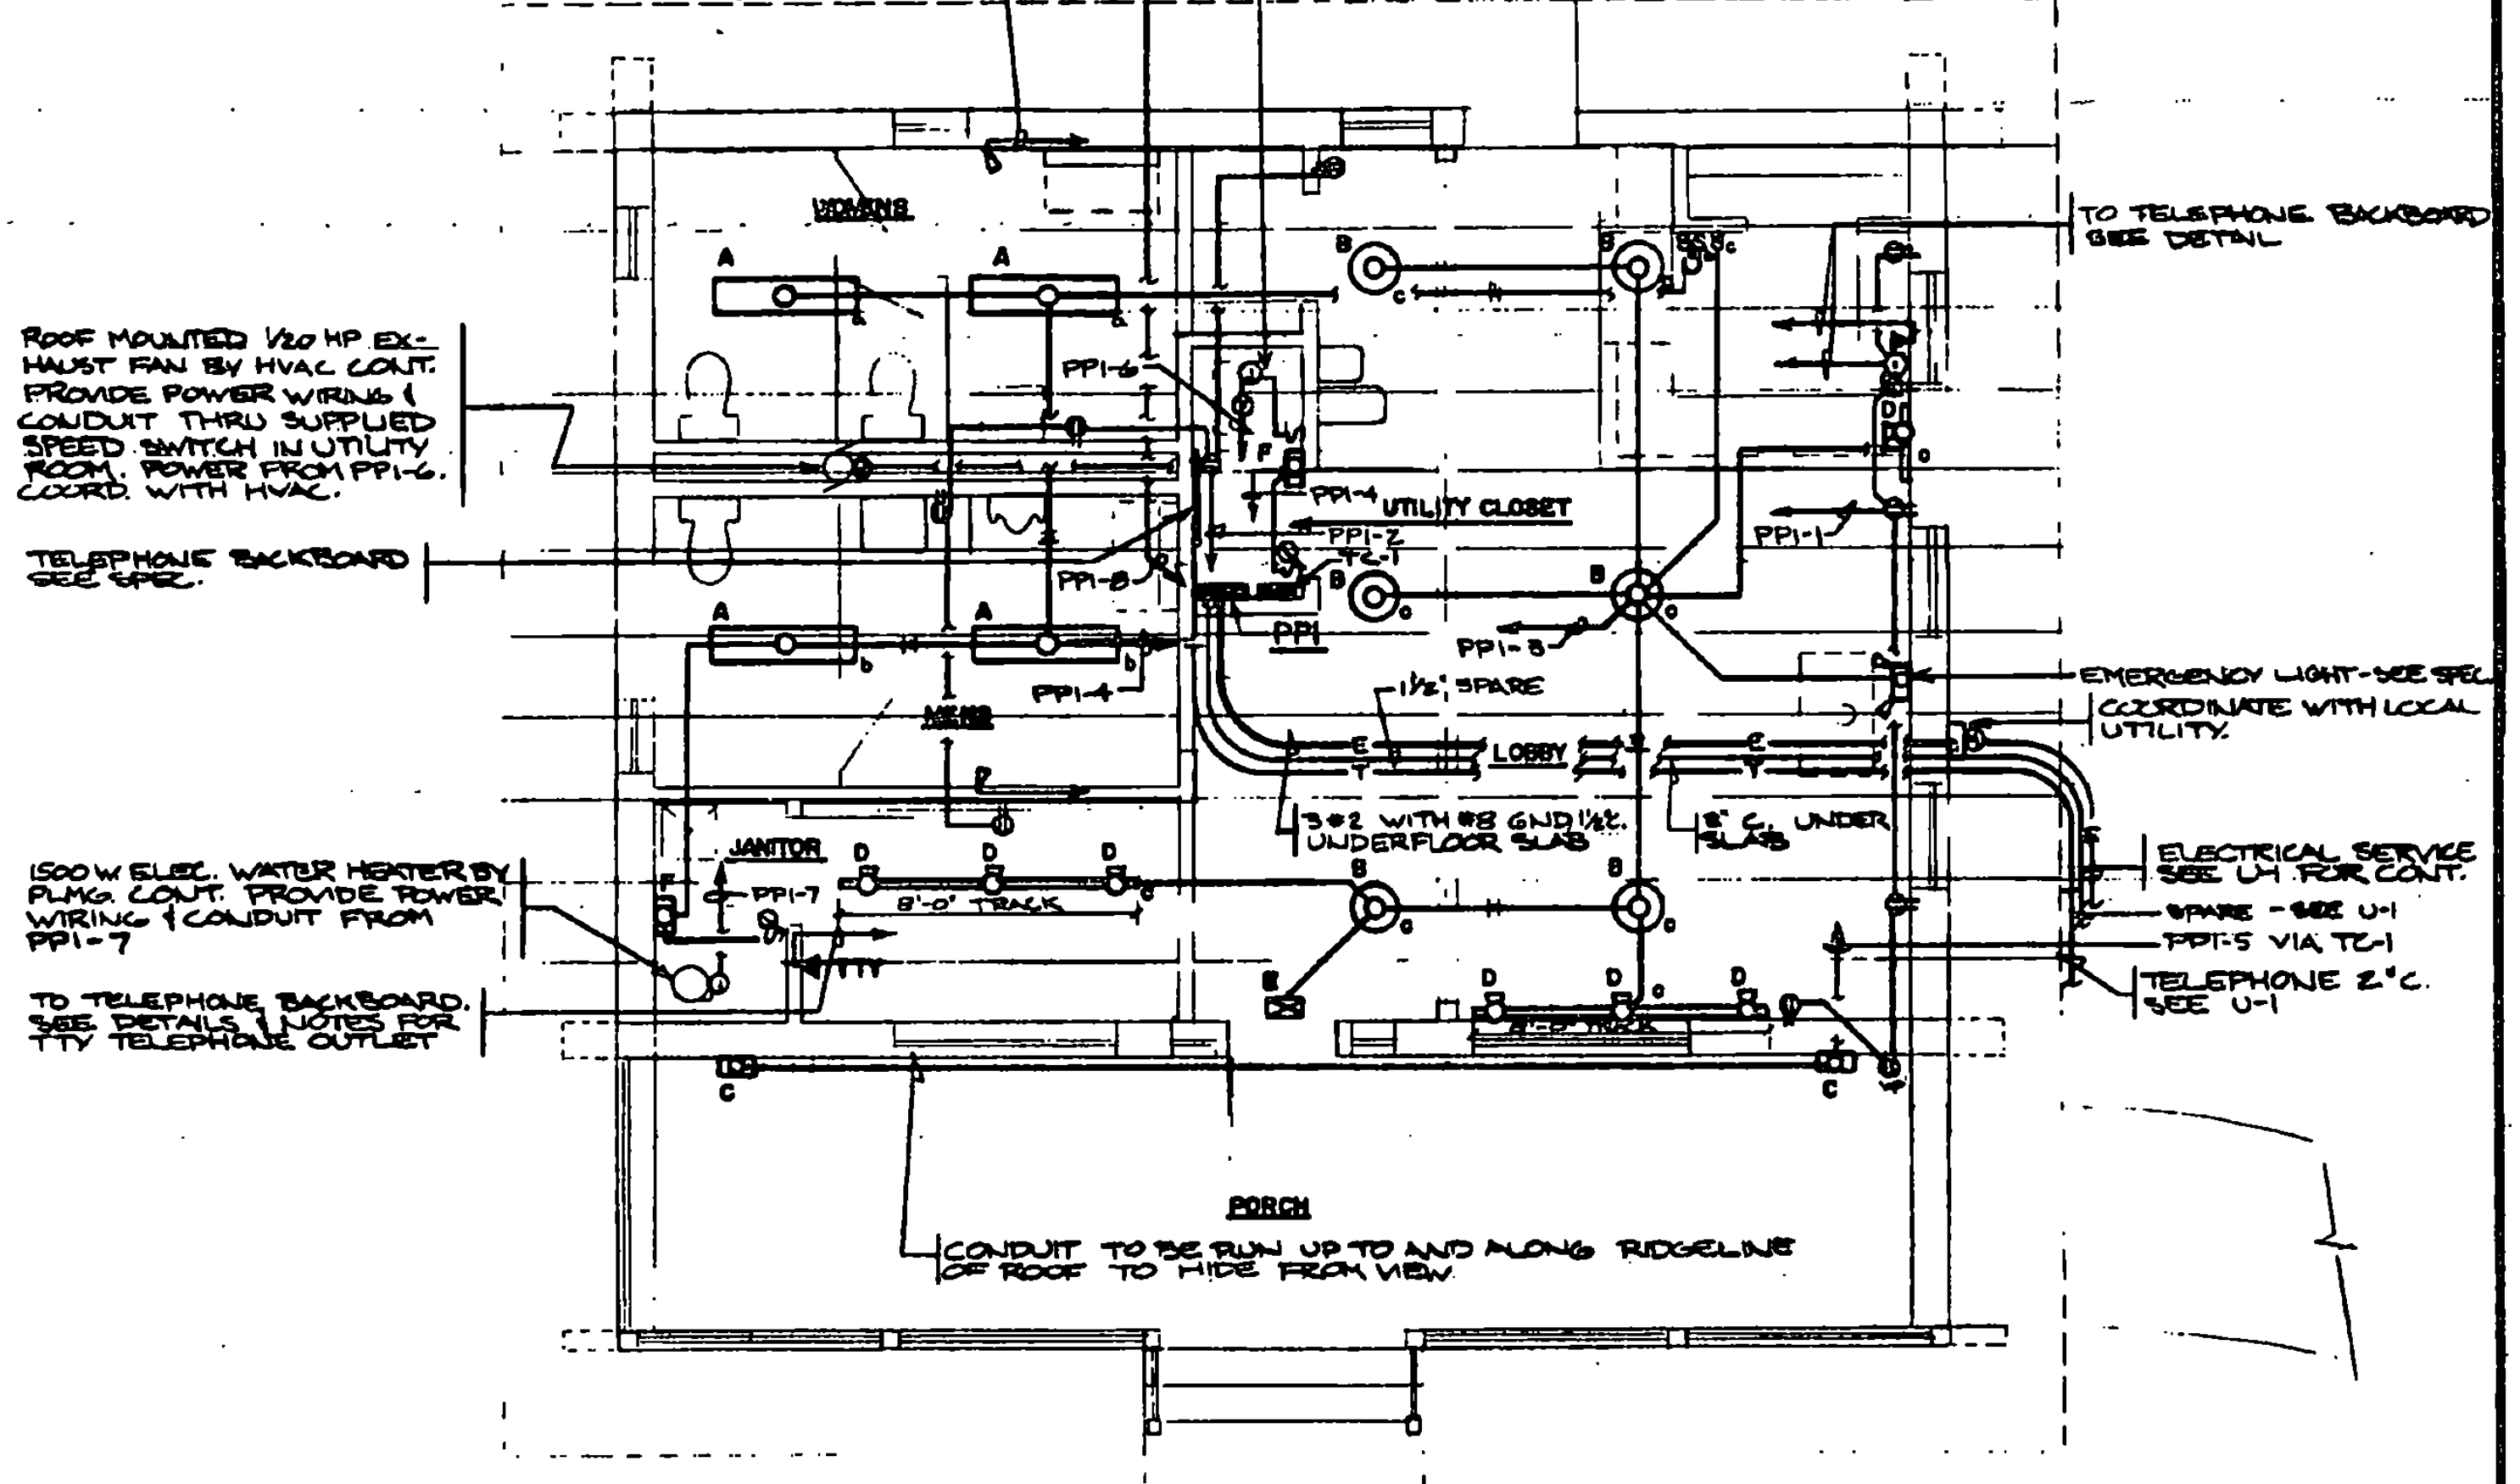 WOMENS
TO TELEPHONE BACKBOARD
SEE DETAIL
A
A
B
B
c
ROOF MOUNTED 1/20 HP EX-
HAUST FAN BY HVAC CONT.
PROVIDE POWER WIRING &
CONDUIT THRU SUPPLIED
SPEED SWITCH IN UTILITY
ROOM. POWER FROM PP1-6.
COORD. WITH HVAC.
PP1-6
F
D
PP1-4
UTILITY CLOSET
PP1-2
TC-1
PP1-1
TELEPHONE BACKBOARD
SEE SPEC.
PP1-8
B
B
c
c
A
A
b
b
PP1
PP1-3
PP1-4
1½" SPARE
EMERGENCY LIGHT-SEE SPEC.
MENS
COORDINATE WITH LOCAL
UTILITY.
E
LOBBY
E
T
T
3#2 WITH #8 GND 1½"C.
UNDERFLOOR SLAB
2" C. UNDER
SLAB
JANITOR
D
D
D
c
8'-0" TRACK
B
B
c
c
ELECTRICAL SERVICE
SEE U-1 FOR CONT.
1500 W ELEC. WATER HEATER BY
PLMG. CONT. PROVIDE POWER
WIRING & CONDUIT FROM
PP1-7
F
PP1-7
SPARE - SEE U-1
PP1-5 VIA TC-1
TTY
E
D
D
D
c
8'-0" TRACK
TELEPHONE 2"C.
SEE U-1
TO TELEPHONE BACKBOARD.
SEE DETAILS & NOTES FOR
TTY TELEPHONE OUTLET
C
C
PORCH
CONDUIT TO BE RUN UP TO AND ALONG RIDGELINE
OF ROOF TO HIDE FROM VIEW